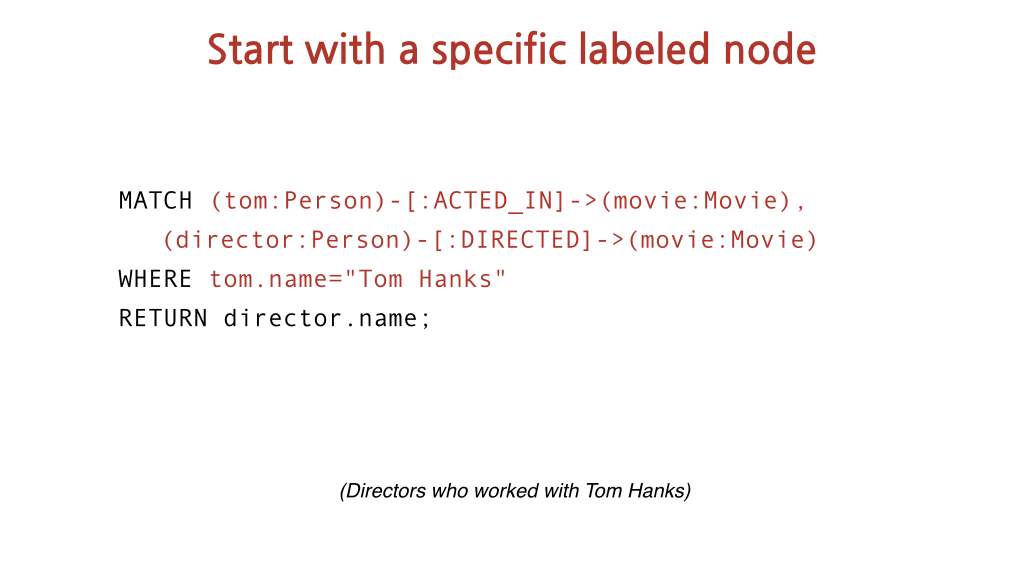 Start with a specific labeled node
MATCH (tom:Person)-[:ACTED_IN]->(movie:Movie),
(director:Person)-[:DIRECTED]->(movie:Movie)
WHERE tom.name="Tom Hanks"
RETURN director.name;
(Directors who worked with Tom Hanks)